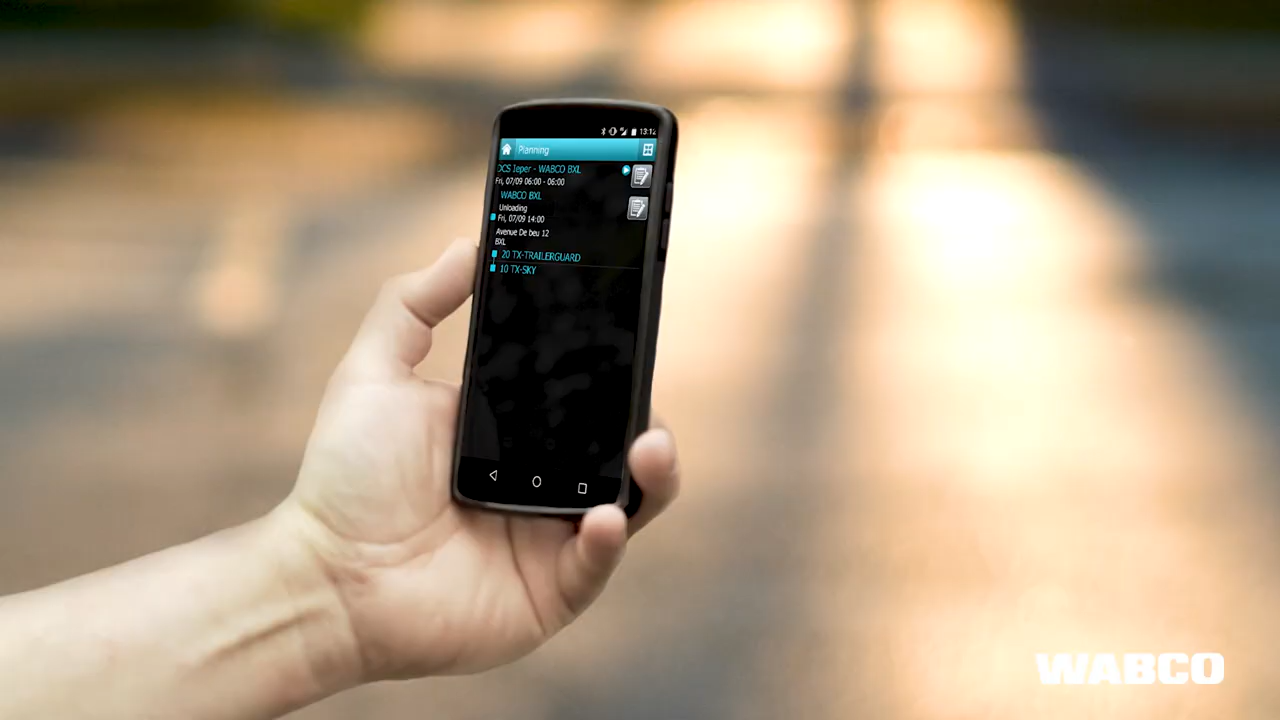 13:12
Planning
OCS Ieper - WABCO BXL
Fri, 07/09 06:00 - 06:00
WABCO BXL
Unloading
Fri, 07/09 14:00
Avenue De beu 12
BXL
20 TX-TRAILERGUARD
10 TX-SKY
WABCO